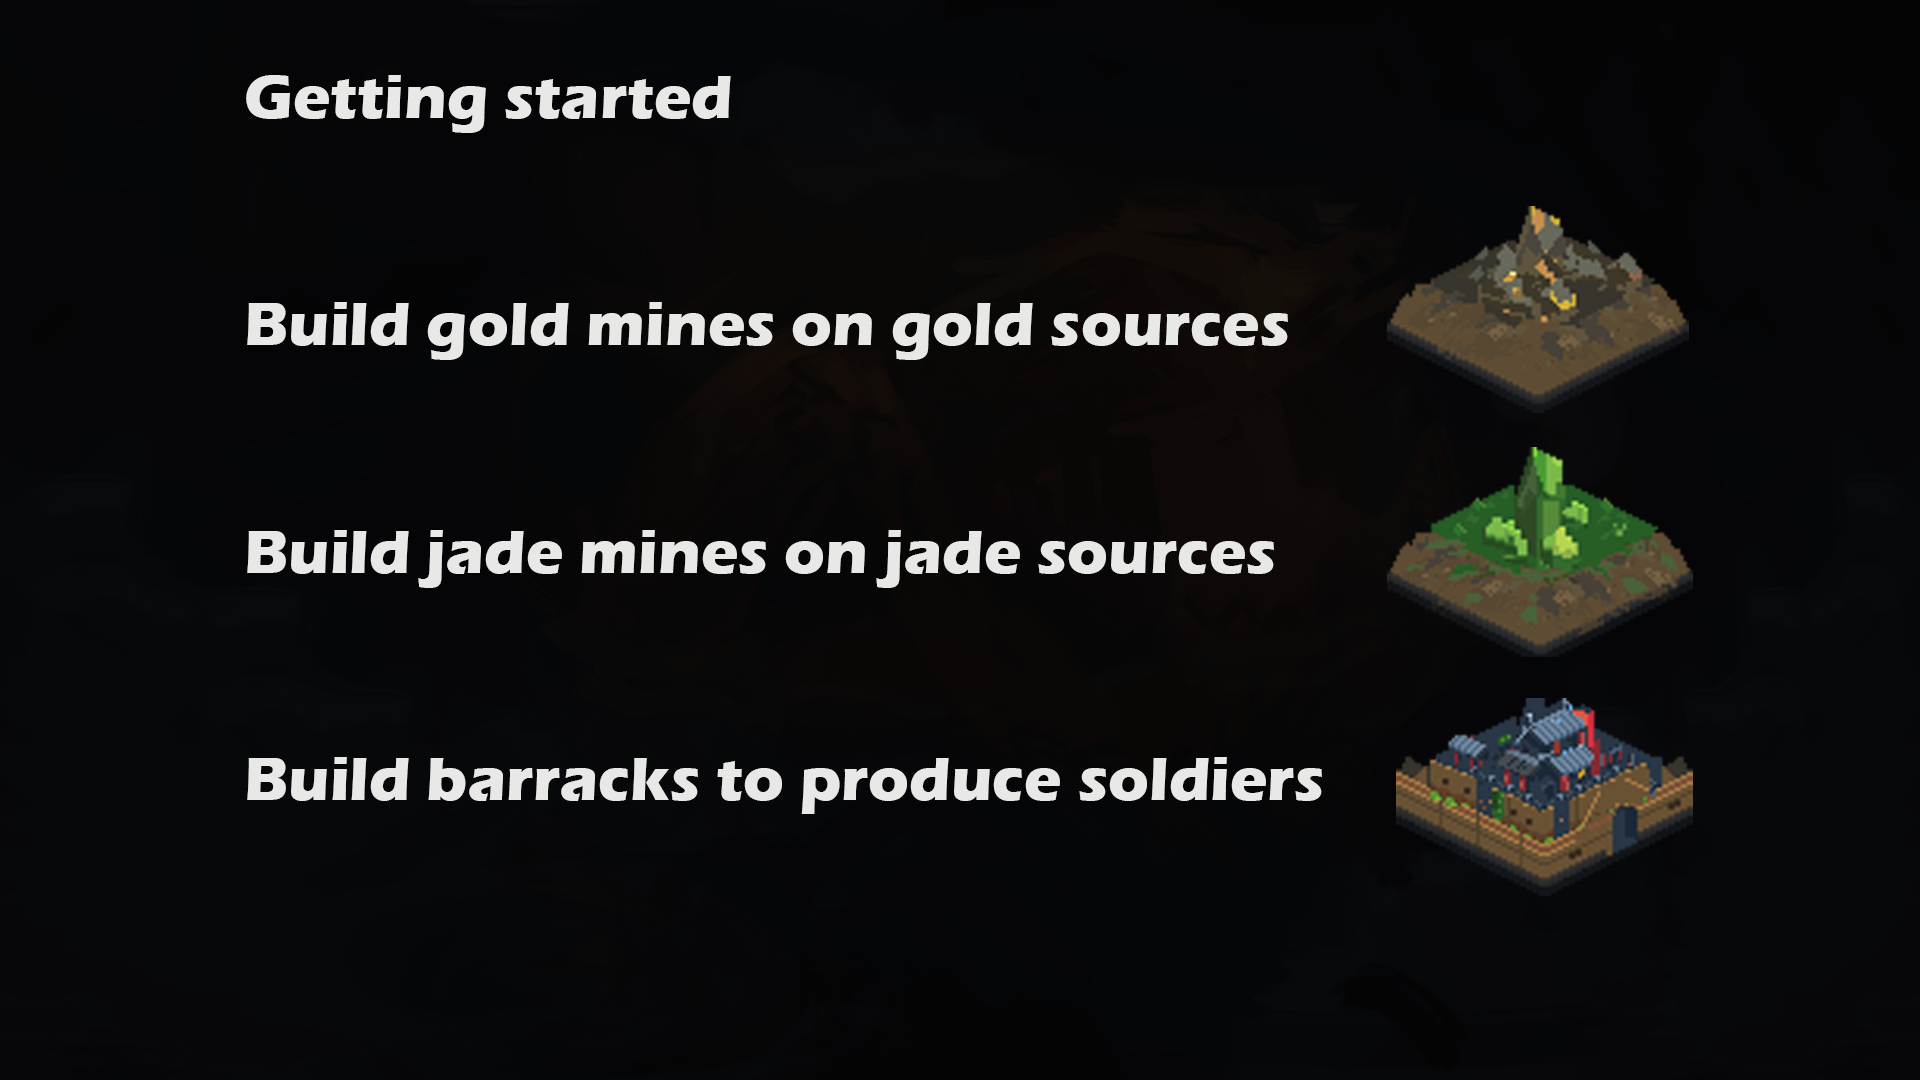 Getting started
Build gold mines on gold sources
Build jade mines on jade sources
Build barracks to produce soldiers